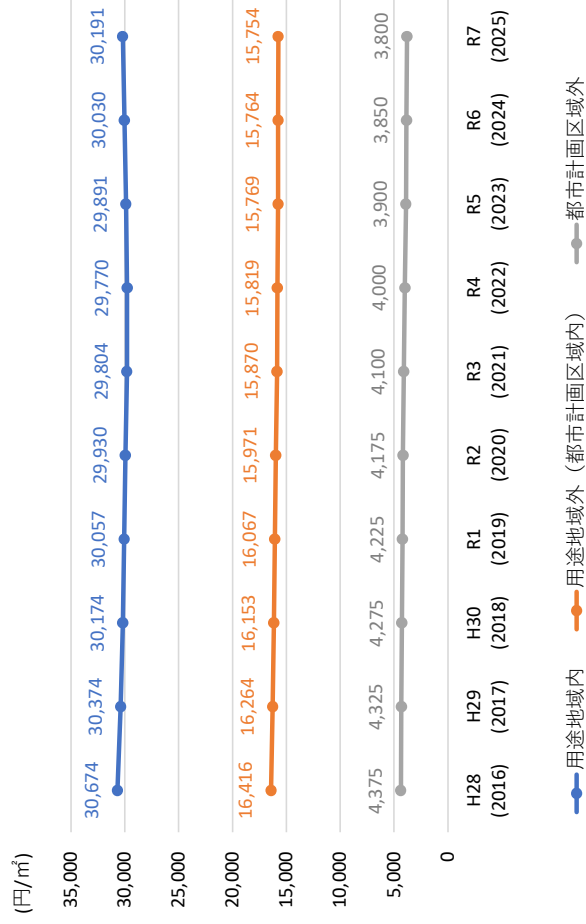 (円/㎡)
35,000
30,000
25,000
20,000
15,000
10,000
5,000
0
30,674 30,374 30,174 30,057 29,930 29,804 29,770 29,891 30,030 30,191
16,416 16,264 16,153 16,067 15,971 15,870 15,819 15,769 15,764 15,754
4,375 4,325 4,275 4,225 4,175 4,100 4,000 3,900 3,850 3,800
H28 H29 H30 R1 R2 R3 R4 R5 R6 R7
(2016) (2017) (2018) (2019) (2020) (2021) (2022) (2023) (2024) (2025)
用途地域内 用途地域外（都市計画区域内） 都市計画区域外